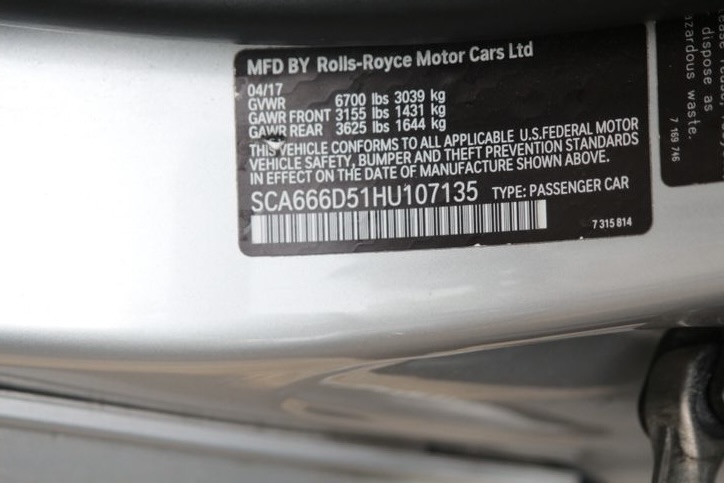 MFD BY Rolls-Royce Motor Cars Ltd
04/17
GVWR 6700 lbs 3039 kg
GAWR FRONT 3155 lbs 1431 kg
GAWR REAR 3625 lbs 1644 kg
THIS VEHICLE CONFORMS TO ALL APPLICABLE U.S.FEDERAL MOTOR
VEHICLE SAFETY, BUMPER AND THEFT PREVENTION STANDARDS
IN EFFECT ON THE DATE OF MANUFACTURE SHOWN ABOVE.
SCA666D51HU107135 TYPE: PASSENGER CAR
7 315 814
dispose as
azardous waste.
7 169 746